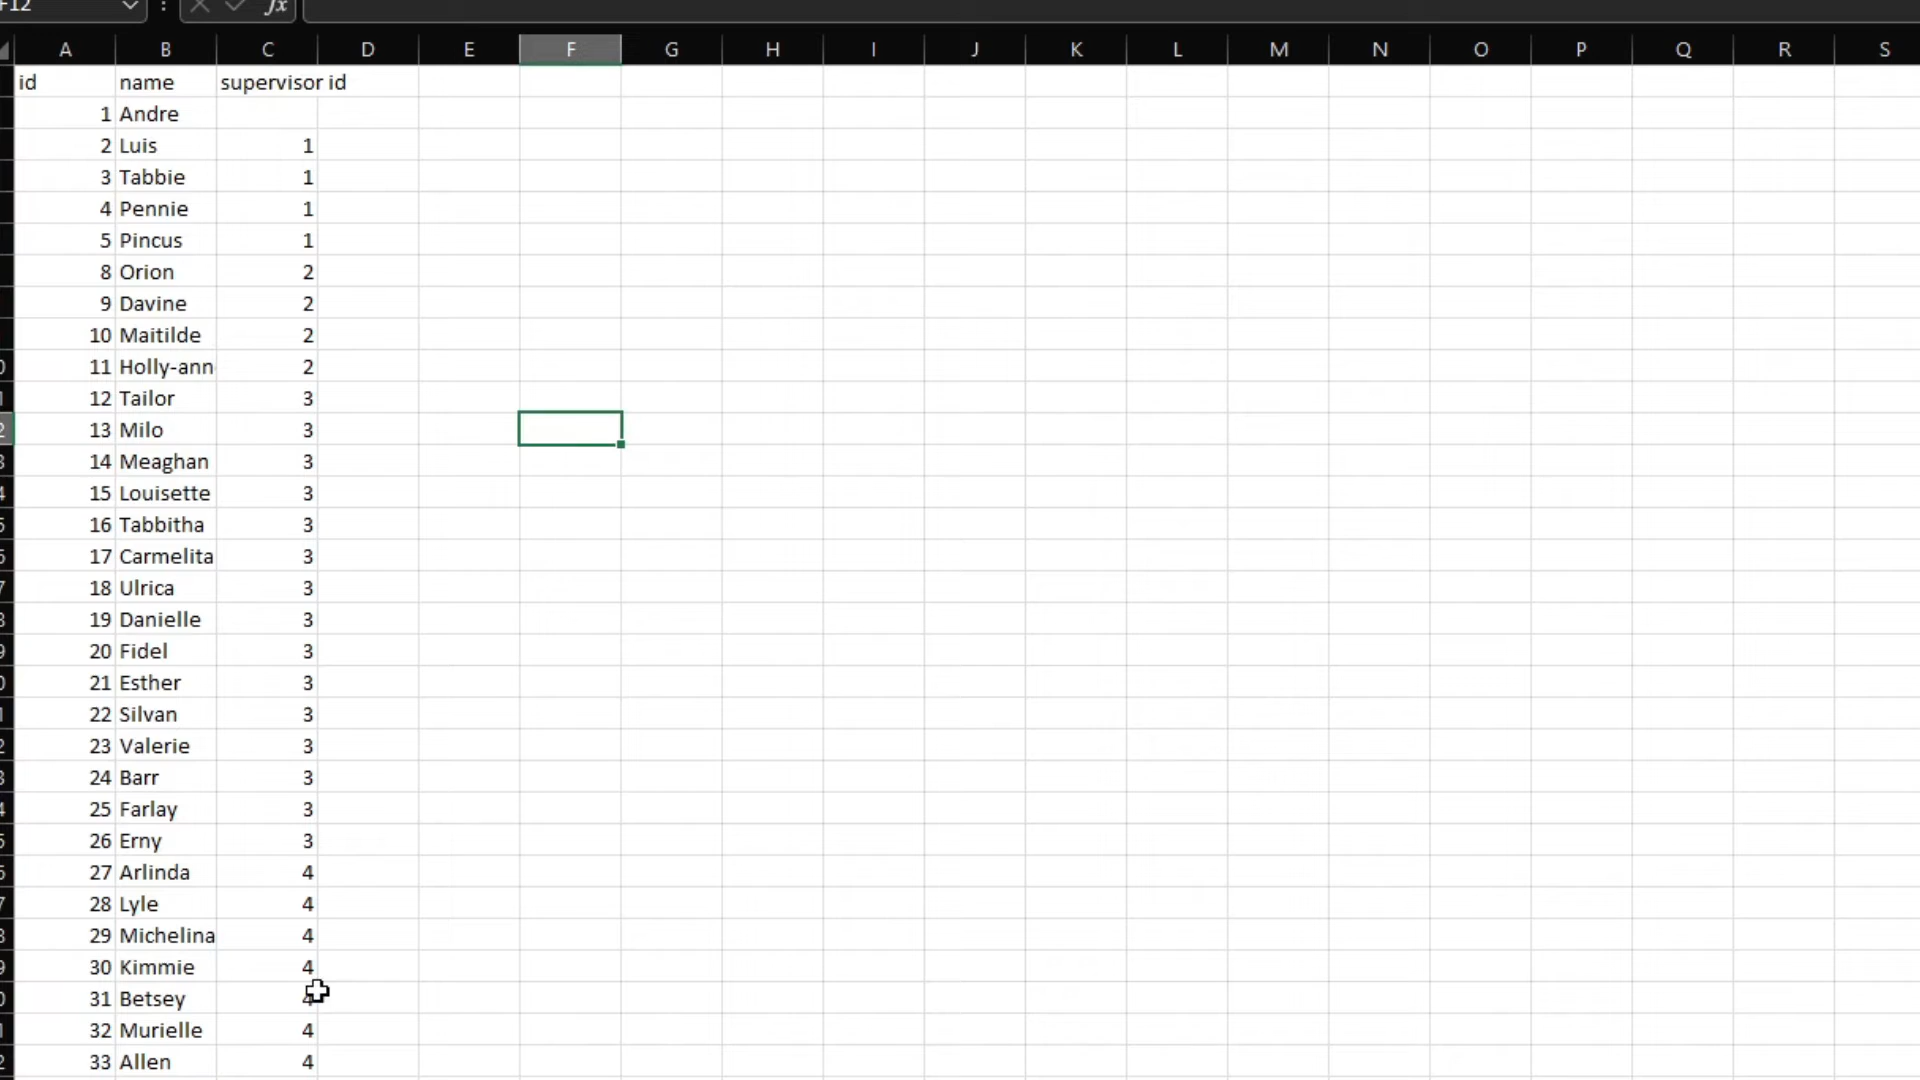 F12 fx
A B C D E F G H I J K L M N O P Q R S
id name supervisor id
1 Andre
2 Luis 1
3 Tabbie 1
4 Pennie 1
5 Pincus 1
8 Orion 2
9 Davine 2
10 Maitilde 2
11 Holly-ann 2
12 Tailor 3
13 Milo 3
14 Meaghan 3
15 Louisette 3
16 Tabbitha 3
17 Carmelita 3
18 Ulrica 3
19 Danielle 3
20 Fidel 3
21 Esther 3
22 Silvan 3
23 Valerie 3
24 Barr 3
25 Farlay 3
26 Erny 3
27 Arlinda 4
28 Lyle 4
29 Michelina 4
30 Kimmie 4
31 Betsey 4
32 Murielle 4
33 Allen 4